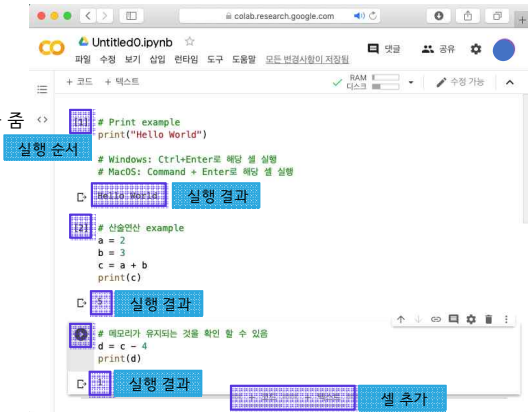 colab.research.google.com
Untitled0.ipynb
파일 수정 보기 삽입 런타임 도구 도움말 모든 변경사항이 저장됨
댓글 공유
+ 코드 + 텍스트
RAM
디스크
수정 가능
줌
[1] # Print example
print("Hello World")
실행 순서
# Windows: Ctrl+Enter로 해당 셀 실행
# MacOS: Command + Enter로 해당 셀 실행
Hello World 실행 결과
[2] # 산술연산 example
a = 2
b = 3
c = a + b
print(c)
5 실행 결과
# 메모리가 유지되는 것을 확인 할 수 있음
d = c - 4
print(d)
1 실행 결과
+ 코드 + 텍스트 셀 추가